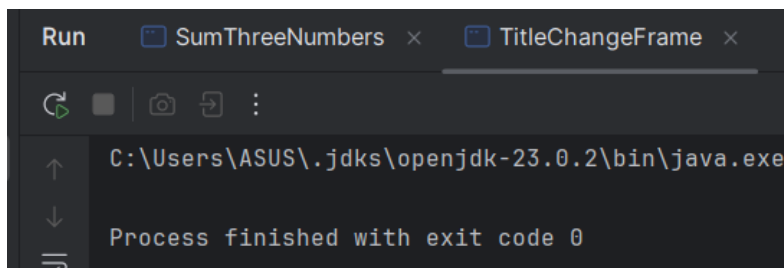 Run SumThreeNumbers TitleChangeFrame
C:\Users\ASUS\.jdks\openjdk-23.0.2\bin\java.exe
Process finished with exit code 0